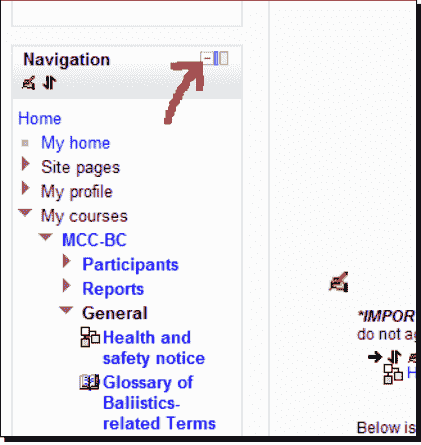 Navigation
Home
My home
Site pages
My profile
My courses
MCC-BC
Participants
Reports
General
Health and
safety notice
Glossary of
Baliistics-
related Terms
*IMPOR
do not ag
H
Below is